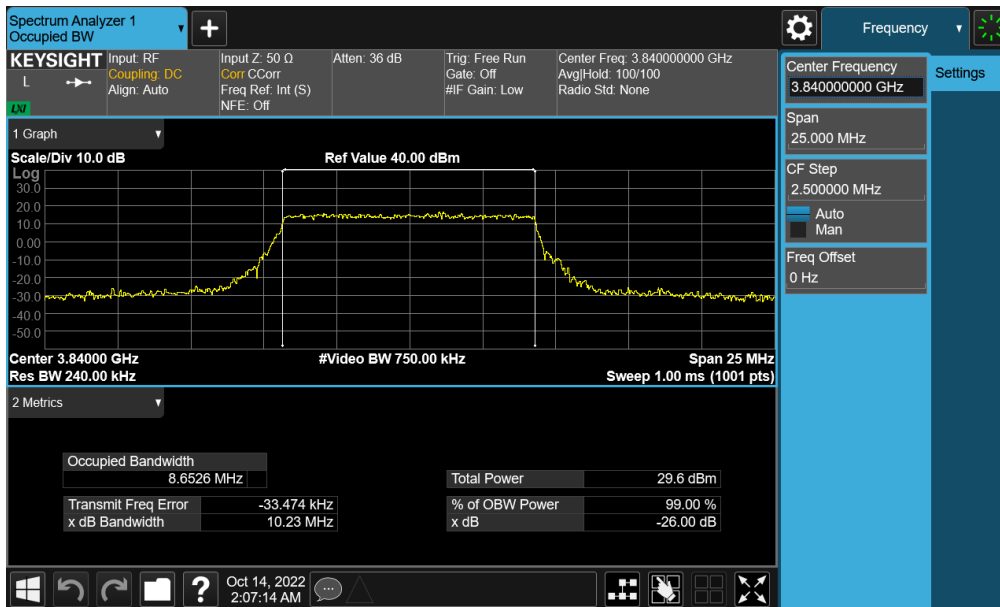 Spectrum Analyzer 1
Occupied BW
+
Frequency
KEYSIGHT
L
LXI
Input: RF
Coupling: DC
Align: Auto
Input Z: 50 Ω
Corr CCorr
Freq Ref: Int (S)
NFE: Off
Atten: 36 dB
Trig: Free Run
Gate: Off
#IF Gain: Low
Center Freq: 3.840000000 GHz
Avg|Hold: 100/100
Radio Std: None
Center Frequency
3.840000000 GHz
Settings
Span
25.000 MHz
CF Step
2.500000 MHz
Auto
Man
Freq Offset
0 Hz
1 Graph
Scale/Div 10.0 dB
Ref Value 40.00 dBm
Log
30.0
20.0
10.0
0.00
-10.0
-20.0
-30.0
-40.0
-50.0
Center 3.84000 GHz
#Video BW 750.00 kHz
Span 25 MHz
Res BW 240.00 kHz
Sweep 1.00 ms (1001 pts)
2 Metrics
Occupied Bandwidth
8.6526 MHz
Total Power 29.6 dBm
Transmit Freq Error -33.474 kHz
% of OBW Power 99.00 %
x dB Bandwidth 10.23 MHz
x dB -26.00 dB
?
Oct 14, 2022
2:07:14 AM